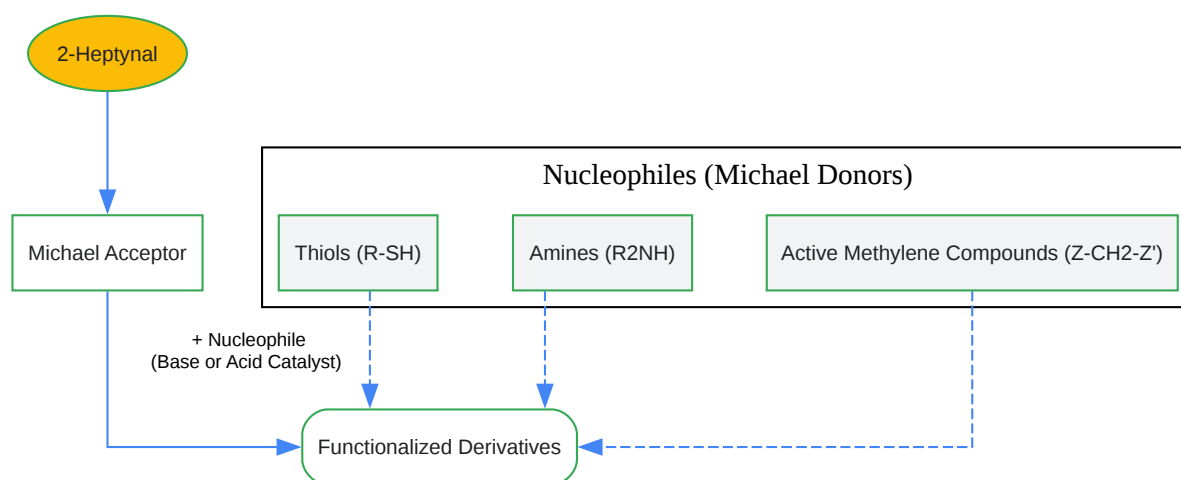 2-Heptynal
Nucleophiles (Michael Donors)
Michael Acceptor
Thiols (R-SH)
Amines (R2NH)
Active Methylene Compounds (Z-CH2-Z')
+ Nucleophile
(Base or Acid Catalyst)
Functionalized Derivatives